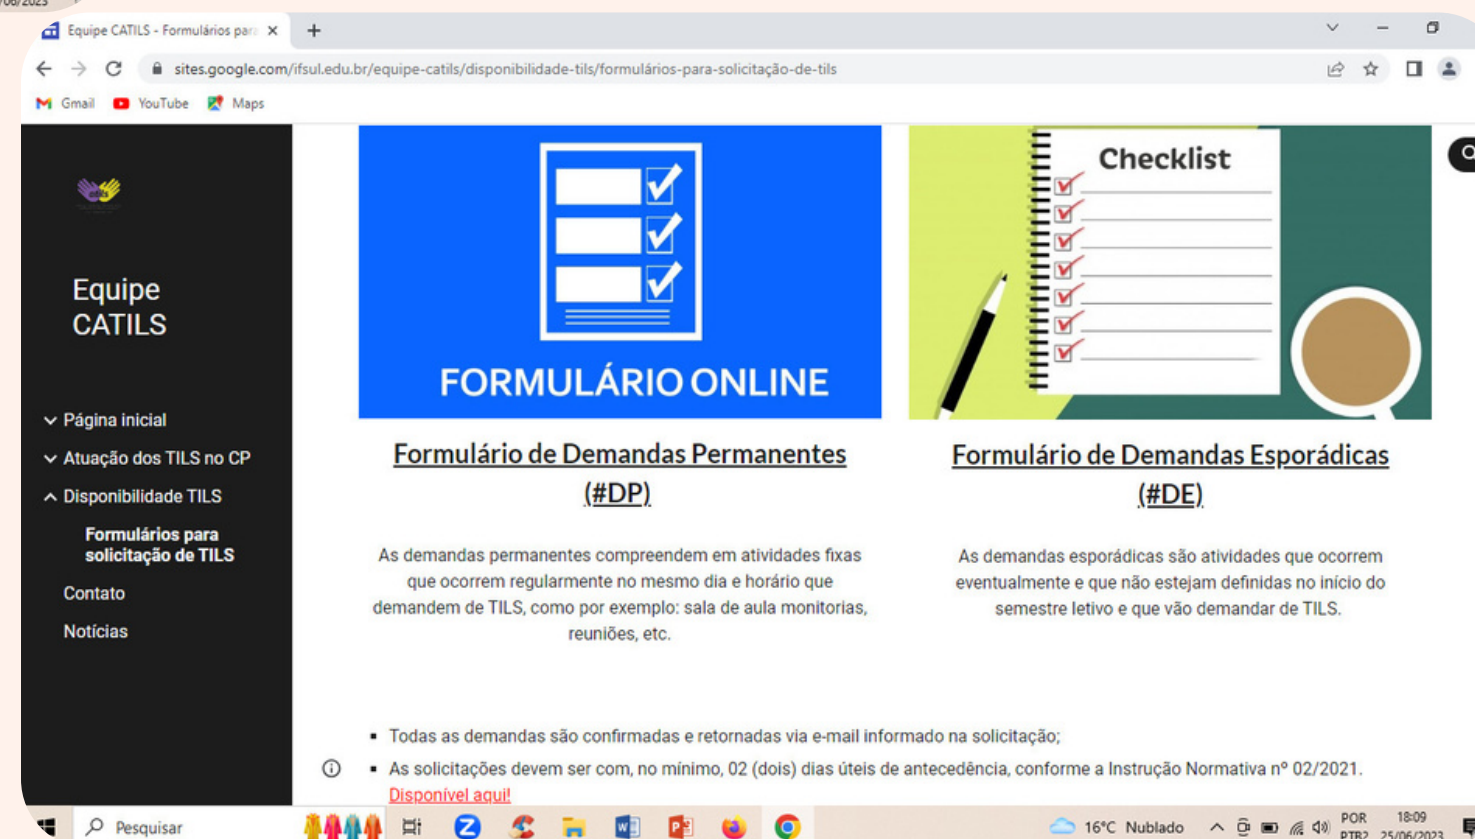 /06/2023
Equipe CATILS - Formulários para
sites.google.com/ifsul.edu.br/equipe-catils/disponibilidade-tils/formulários-para-solicitação-de-tils
Gmail YouTube Maps
Equipe
CATILS
Página inicial
Atuação dos TILS no CP
Disponibilidade TILS
Formulários para
solicitação de TILS
Contato
Notícias
FORMULÁRIO ONLINE
Formulário de Demandas Permanentes
(#DP)
As demandas permanentes compreendem em atividades fixas
que ocorrem regularmente no mesmo dia e horário que
demandem de TILS, como por exemplo: sala de aula monitorias,
reuniões, etc.
Checklist
Formulário de Demandas Esporádicas
(#DE)
As demandas esporádicas são atividades que ocorrem
eventualmente e que não estejam definidas no início do
semestre letivo e que vão demandar de TILS.
▪ Todas as demandas são confirmadas e retornadas via e-mail informado na solicitação;
▪ As solicitações devem ser com, no mínimo, 02 (dois) dias úteis de antecedência, conforme a Instrução Normativa nº 02/2021.
Disponível aqui!
Pesquisar
16°C Nublado
POR
PTB2
18:09
25/06/2023